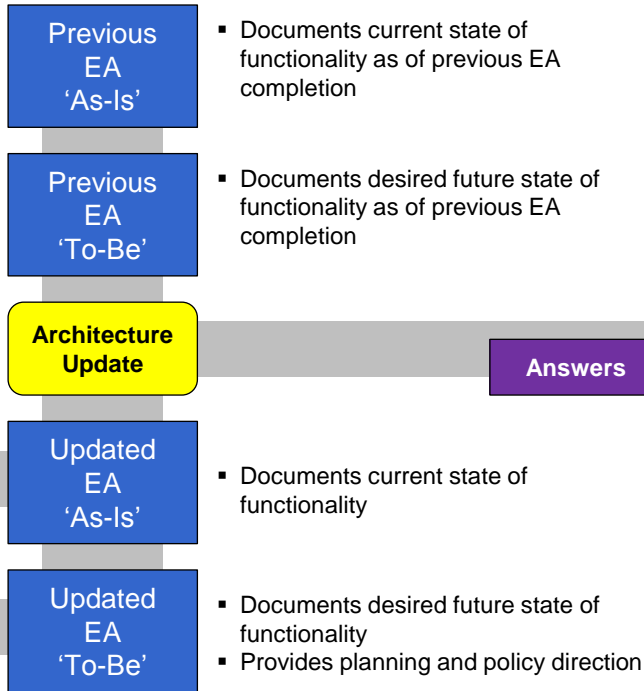 Previous
EA
‘As-Is’
▪ Documents current state of
functionality as of previous EA
completion
Previous
EA
‘To-Be’
▪ Documents desired future state of
functionality as of previous EA
completion
Architecture
Update
Answers
Updated
EA
‘As-Is’
▪ Documents current state of
functionality
Updated
EA
‘To-Be’
▪ Documents desired future state of
functionality
▪ Provides planning and policy direction